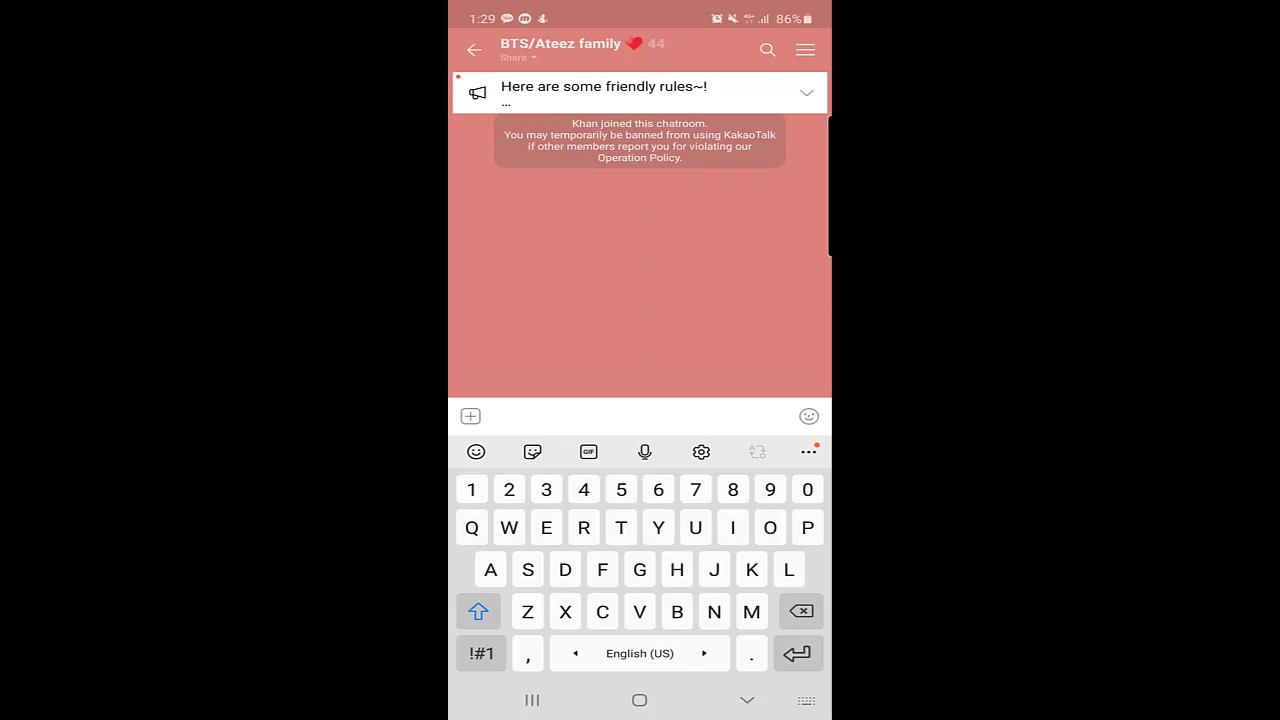 1:29 86%
BTS/Ateez family ❤️ 44
Share
Here are some friendly rules~!
...
Khan joined this chatroom.
You may temporarily be banned from using KakaoTalk
if other members report you for violating our
Operation Policy.
GIF
1 2 3 4 5 6 7 8 9 0
Q W E R T Y U I O P
A S D F G H J K L
Z X C V B N M
!#1 , English (US) .